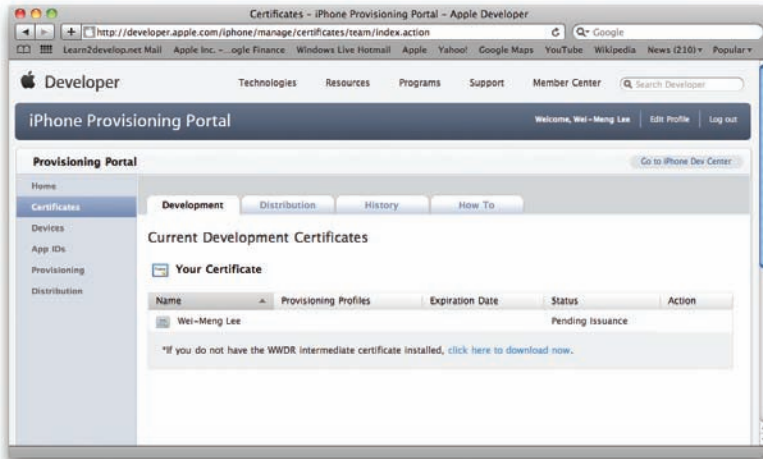 Certificates – iPhone Provisioning Portal – Apple Developer
http://developer.apple.com/iphone/manage/certificates/team/index.action
Google
Learn2develop.net Mail Apple Inc. – ...ogle Finance Windows Live Hotmail Apple Yahoo! Google Maps YouTube Wikipedia News (210) Popular
Developer Technologies Resources Programs Support Member Center Search Developer
iPhone Provisioning Portal Welcome, Wei-Meng Lee Edit Profile Log out
Provisioning Portal Go to iPhone Dev Center
Home
Certificates
Devices
App IDs
Provisioning
Distribution
Development Distribution History How To
Current Development Certificates
Your Certificate
Name Provisioning Profiles Expiration Date Status Action
Wei-Meng Lee Pending Issuance
*If you do not have the WWDR intermediate certificate installed, click here to download now.